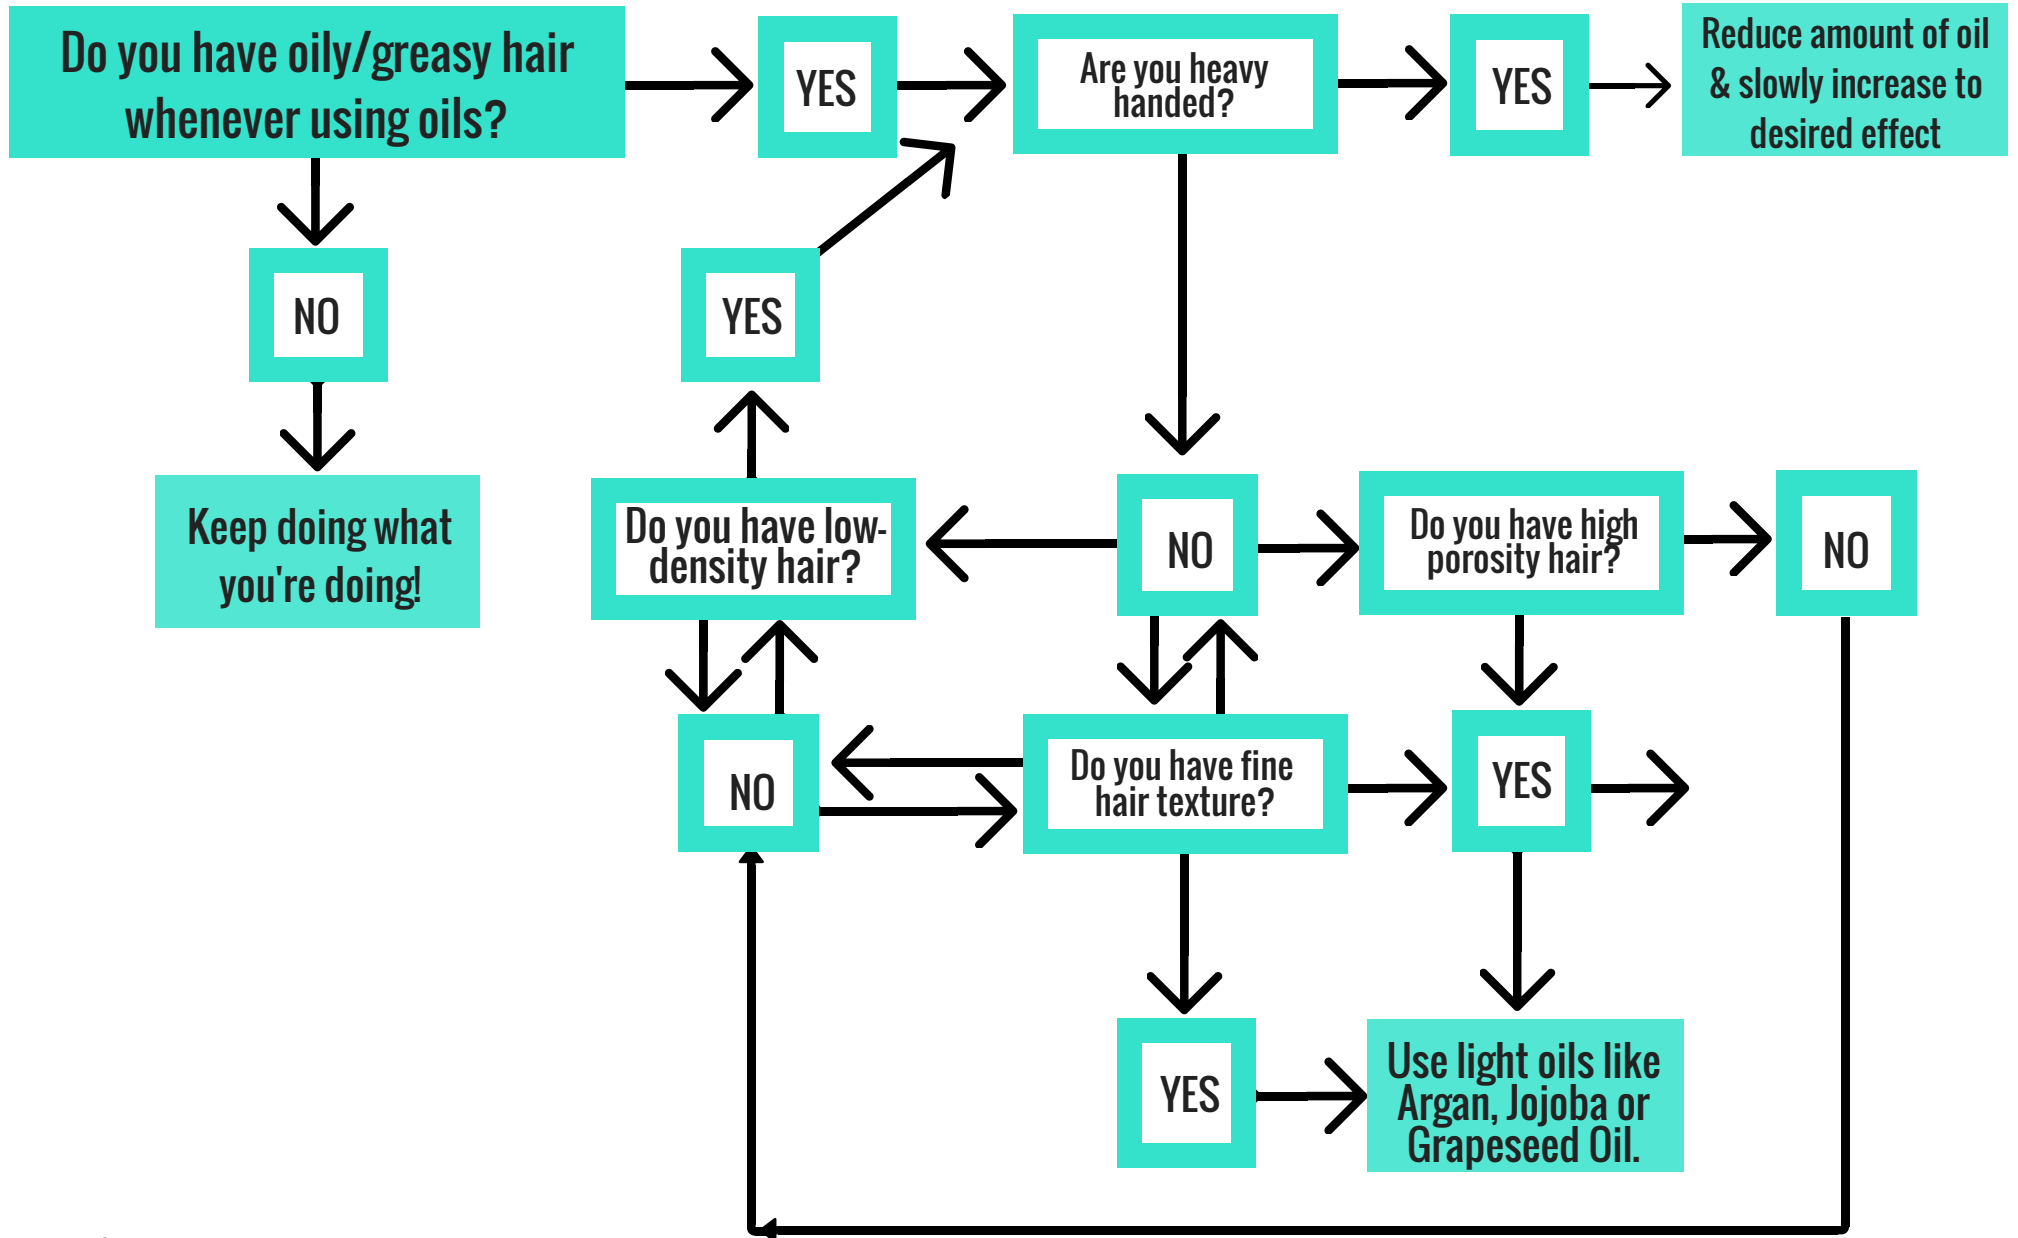 Do you have oily/greasy hair
whenever using oils?
YES
Are you heavy
handed?
YES
Reduce amount of oil
& slowly increase to
desired effect
NO
YES
Keep doing what
you're doing!
Do you have low-
density hair?
NO
Do you have high
porosity hair?
NO
NO
Do you have fine
hair texture?
YES
YES
Use light oils like
Argan, Jojoba or
Grapeseed Oil.